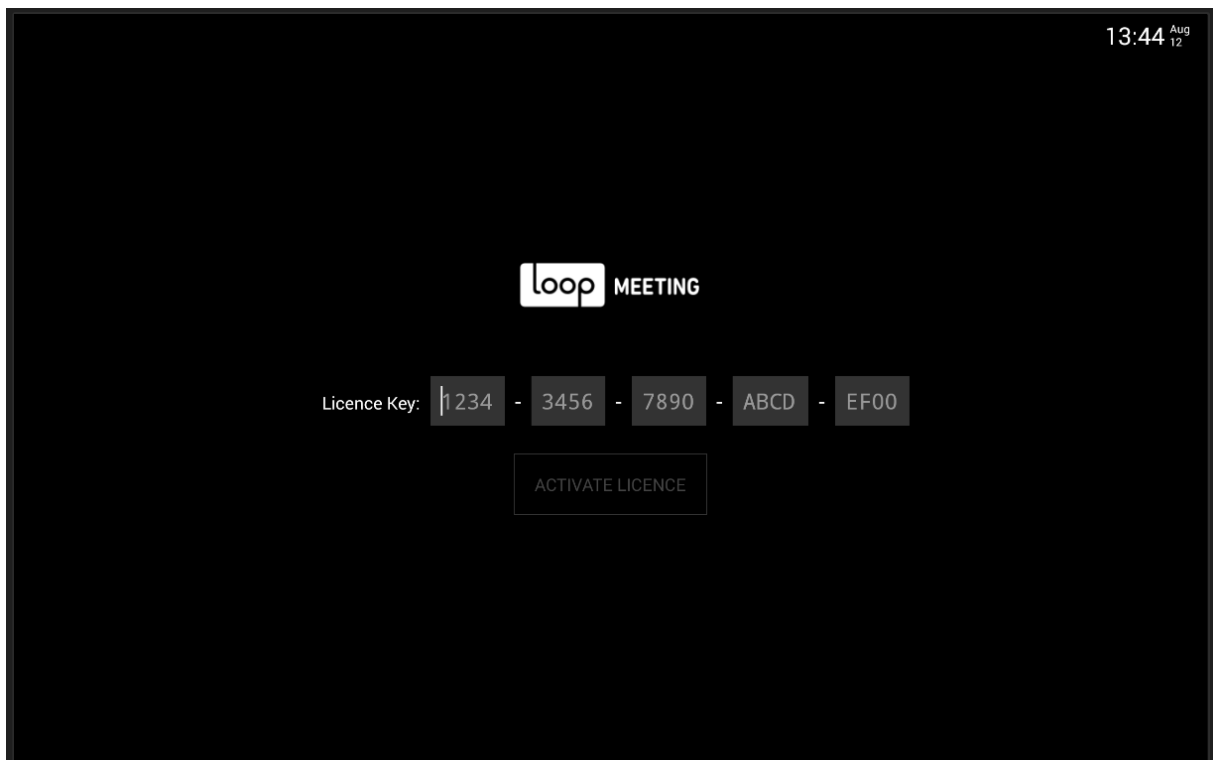 13:44 Aug 12
loop MEETING
Licence Key: 1234 - 3456 - 7890 - ABCD - EF00
ACTIVATE LICENCE